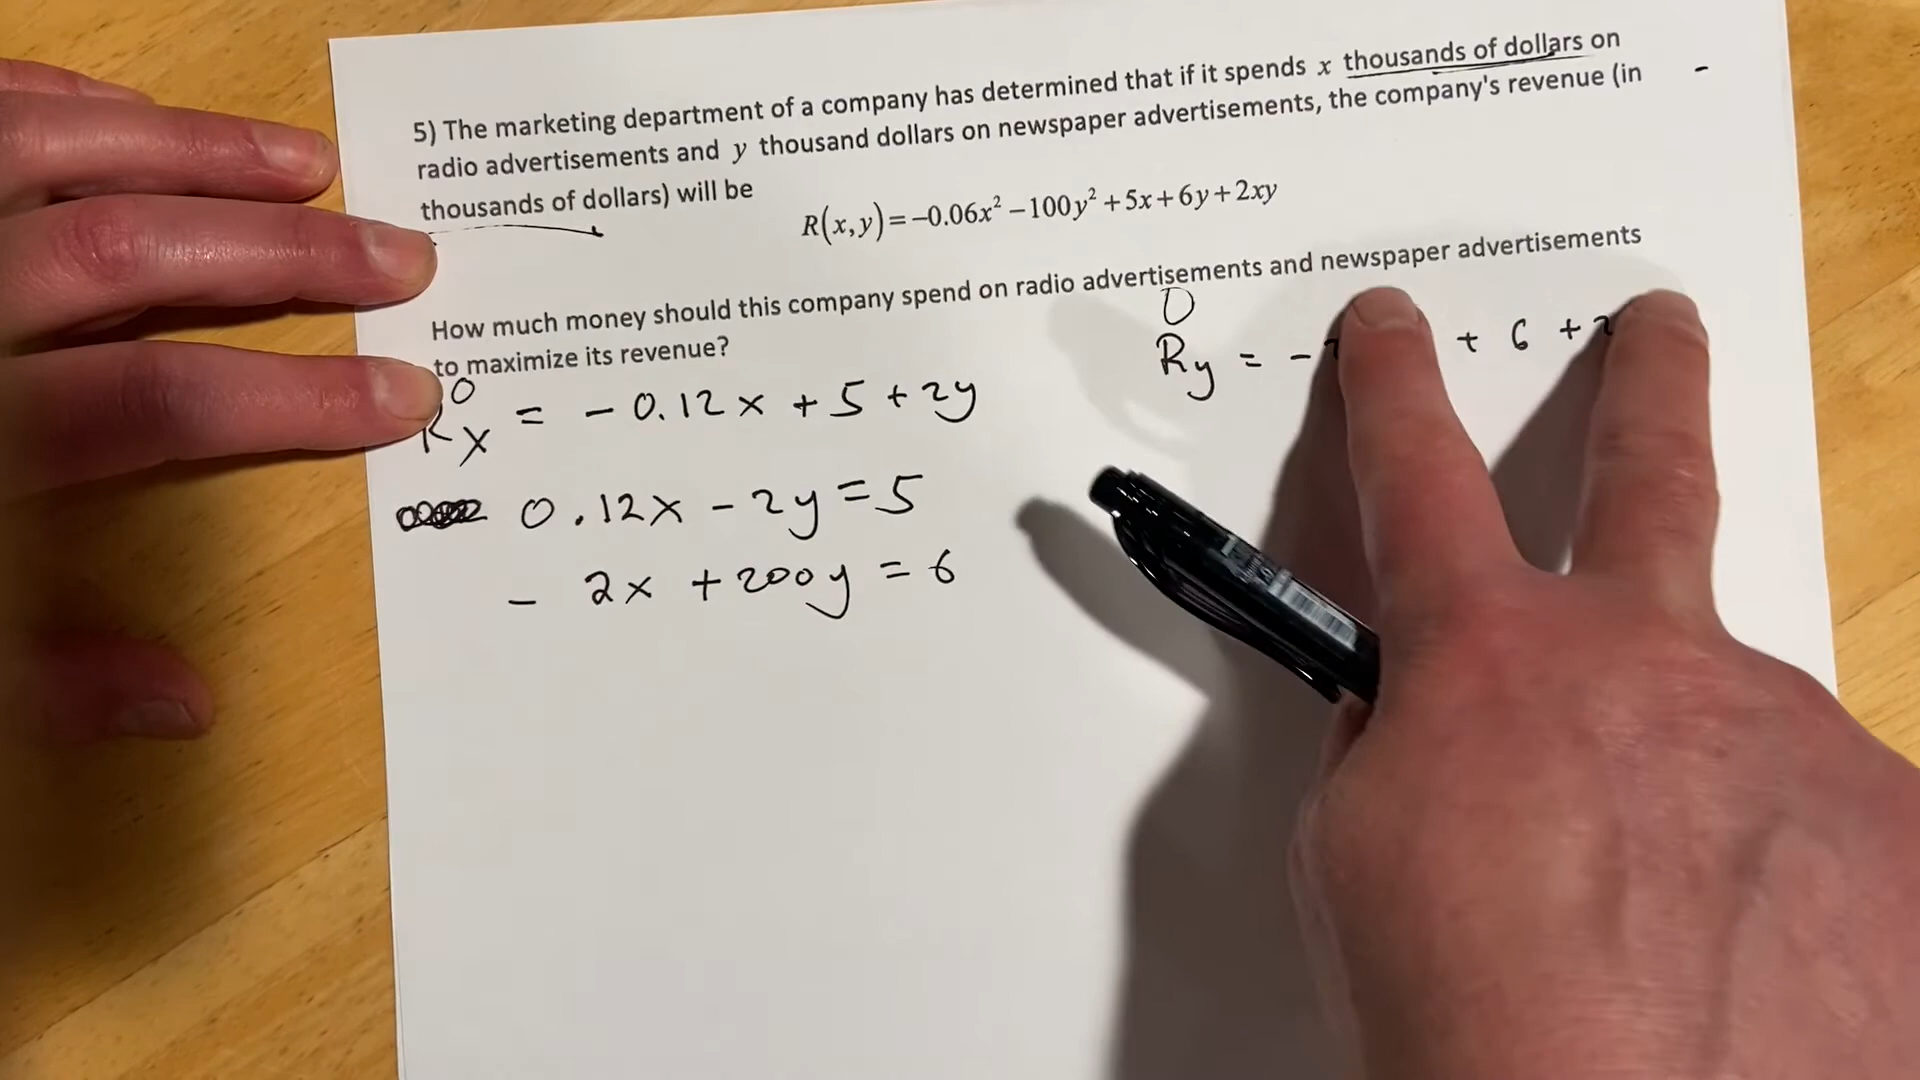 5) The marketing department of a company has determined that if it spends x thousands of dollars on
radio advertisements and y thousand dollars on newspaper advertisements, the company's revenue (in
thousands of dollars) will be
R(x,y)=−0.06x²−100y²+5x+6y+2xy
How much money should this company spend on radio advertisements and newspaper advertisements
to maximize its revenue?
0
Rx = - 0.12x + 5 + 2y
0
Ry = - + 6 +
0.12x - 2y = 5
- 2x + 200y = 6